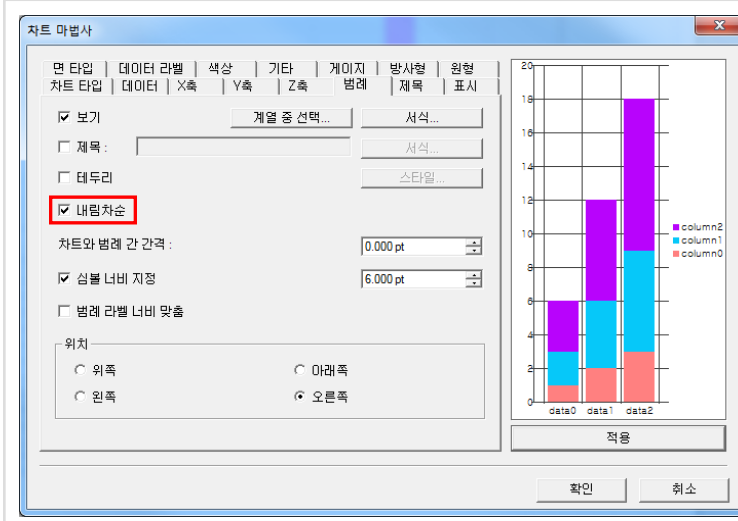 차트 마법사
면 타입 데이터 라벨 색상 기타 게이지 방사형 원형
차트 타입 데이터 X축 Y축 Z축 범례 제목 표시
보기 계열 중 선택... 서식...
제목 : 서식...
테두리 스타일...
내림차순
차트와 범례 간 간격 : 0.000 pt
심볼 너비 지정 6.000 pt
범례 라벨 너비 맞춤
위치
위쪽 아래쪽
왼쪽 오른쪽
20
18
16
14
12
10
8
6
4
2
0
data0 data1 data2
column2
column1
column0
적용
확인 취소